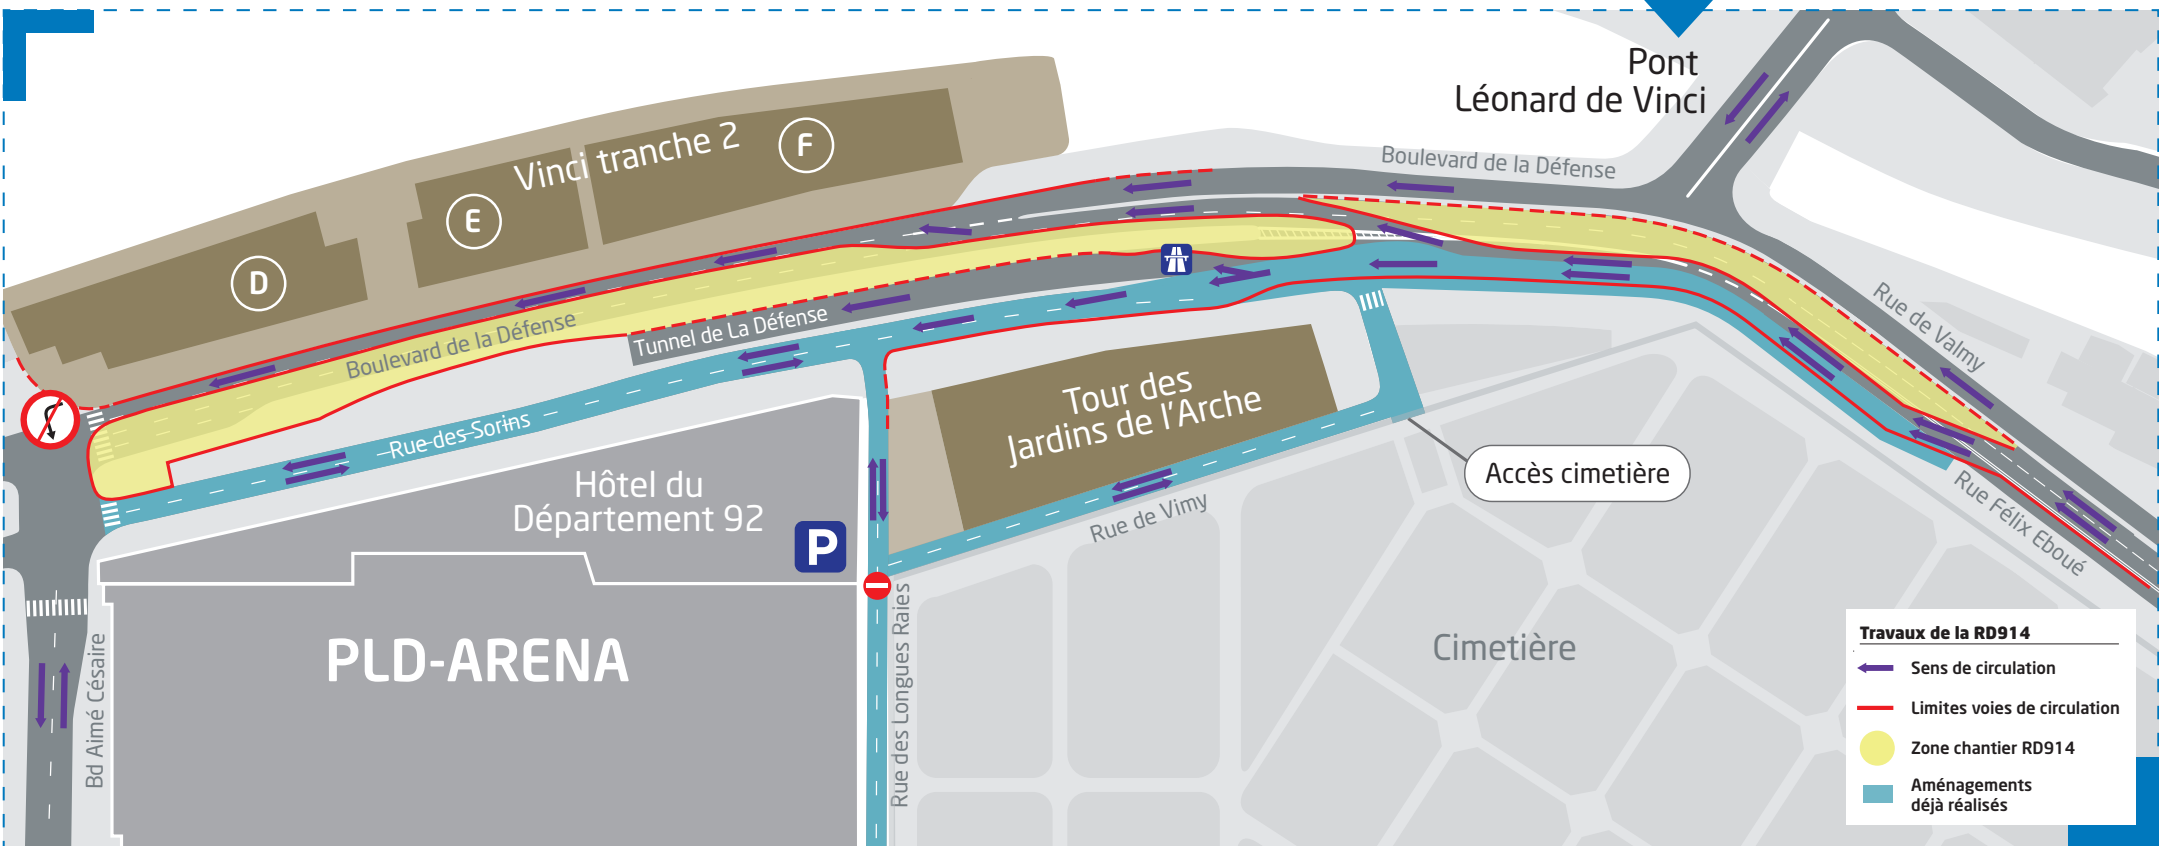 Pont
Léonard de Vinci
Boulevard de la Défense
Vinci tranche 2
F
E
D
Rue de Valmy
Boulevard de la Défense
Tunnel de La Défense
Tour des
Jardins de l'Arche
Rue des Sorins
Accès cimetière
Hôtel du
Département 92
P
Rue de Vimy
Rue Félix Eboué
Rue des Longues Raies
PLD-ARENA
Cimetière
Bd Aimé Césaire
Travaux de la RD914
Sens de circulation
Limites voies de circulation
Zone chantier RD914
Aménagements
déjà réalisés